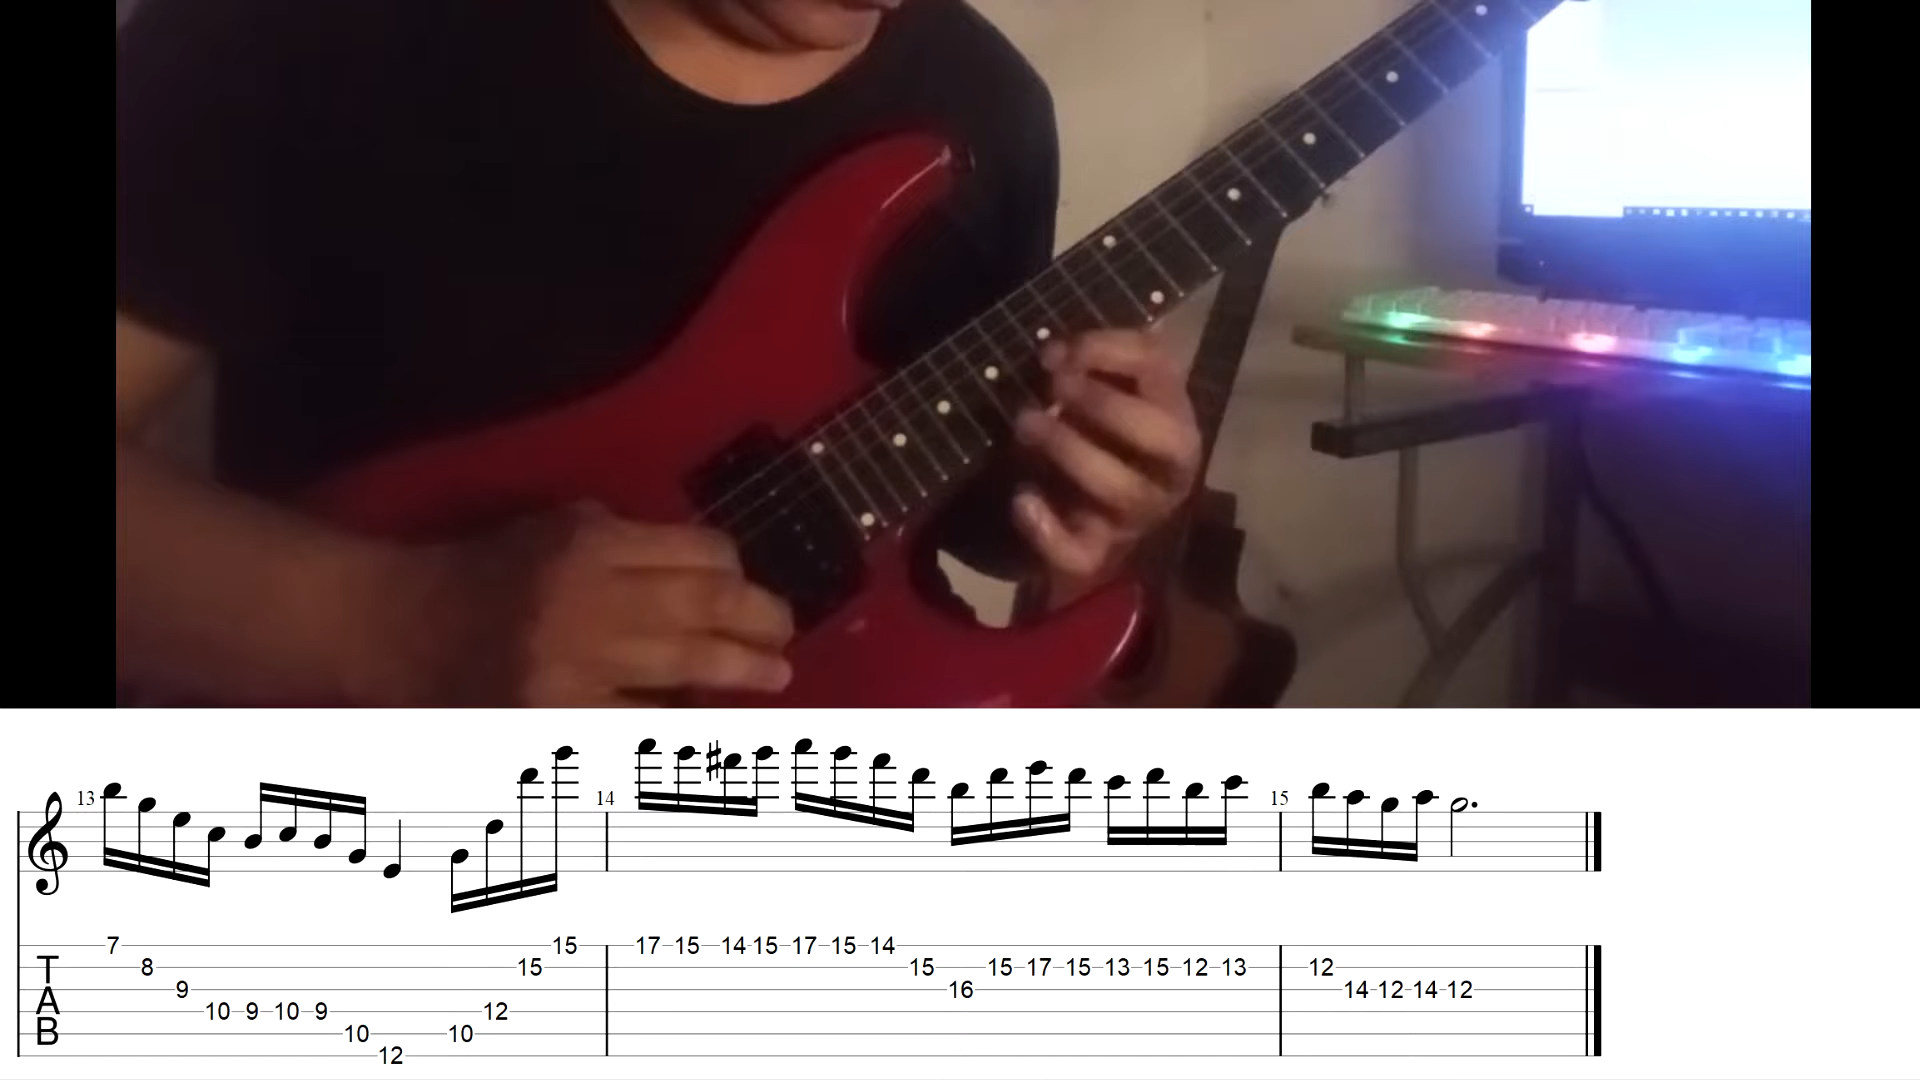 13 14 15
7 15 17 15 14 15 17 15 14
T 8 15 15 15 17 15 13 15 12 13 12
9 16 14 12 14 12
A 10 9 10 9 12
B 10 10
12